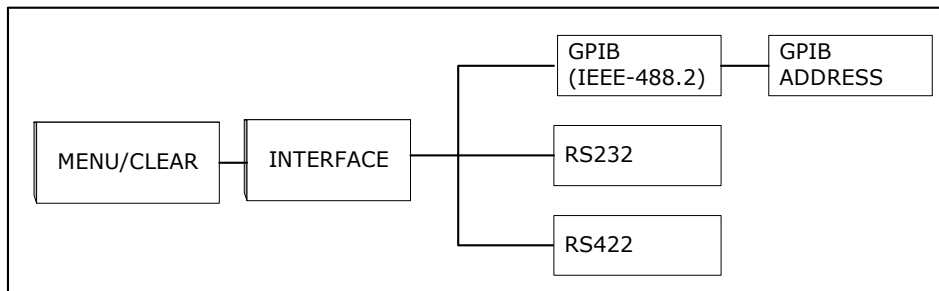 MENU/CLEAR
INTERFACE
GPIB
(IEEE-488.2)
GPIB
ADDRESS
RS232
RS422